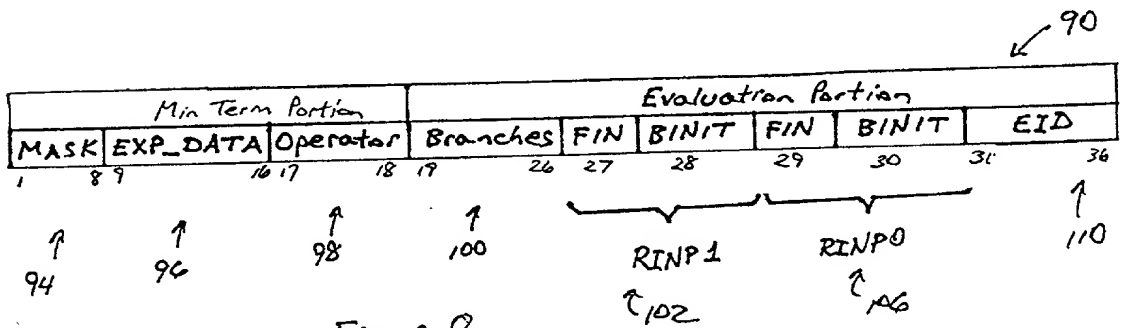 90
Min Term Portion Evaluation Portion
MASK EXP_DATA Operator Branches FIN BINIT FIN BINIT EID
1 8 9 16 17 18 19 26 27 28 29 30 31 36
94 96 98 100 RINP1 RINP0 110
102 106